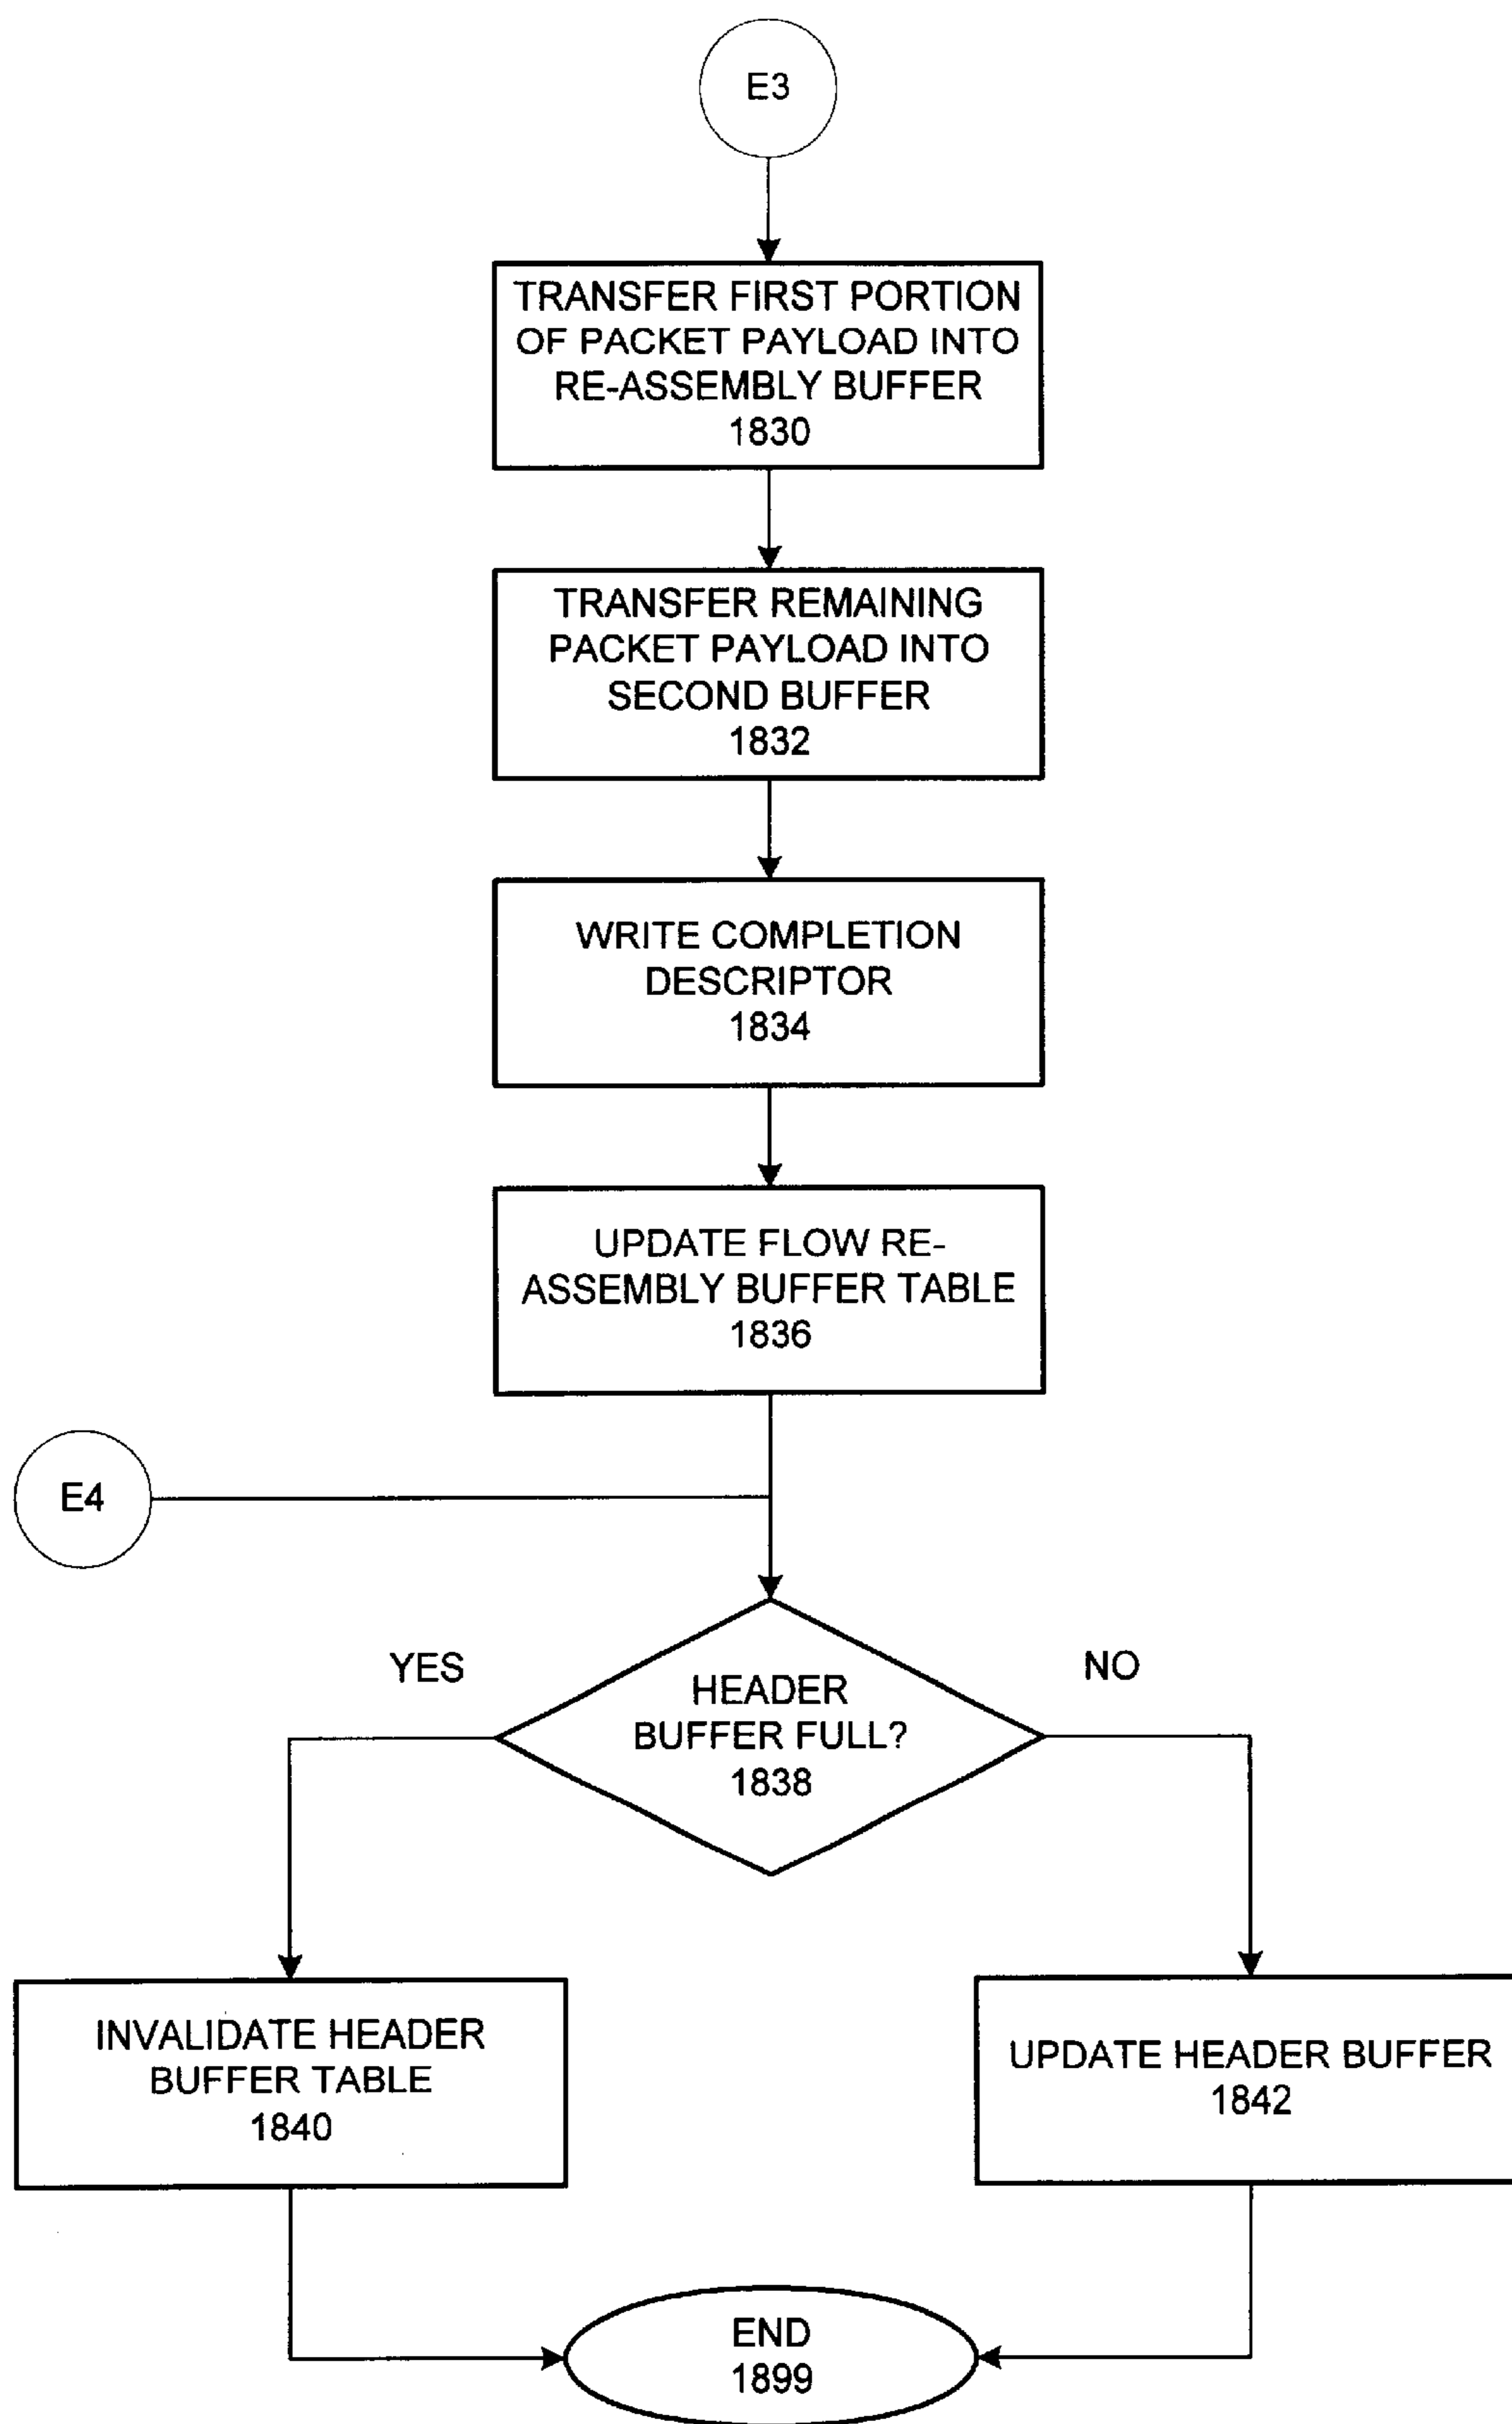 E3
TRANSFER FIRST PORTION
OF PACKET PAYLOAD INTO
RE-ASSEMBLY BUFFER
1830
TRANSFER REMAINING
PACKET PAYLOAD INTO
SECOND BUFFER
1832
WRITE COMPLETION
DESCRIPTOR
1834
UPDATE FLOW RE-
ASSEMBLY BUFFER TABLE
1836
E4
YES
NO
HEADER
BUFFER FULL?
1838
INVALIDATE HEADER
BUFFER TABLE
1840
UPDATE HEADER BUFFER
1842
END
1899